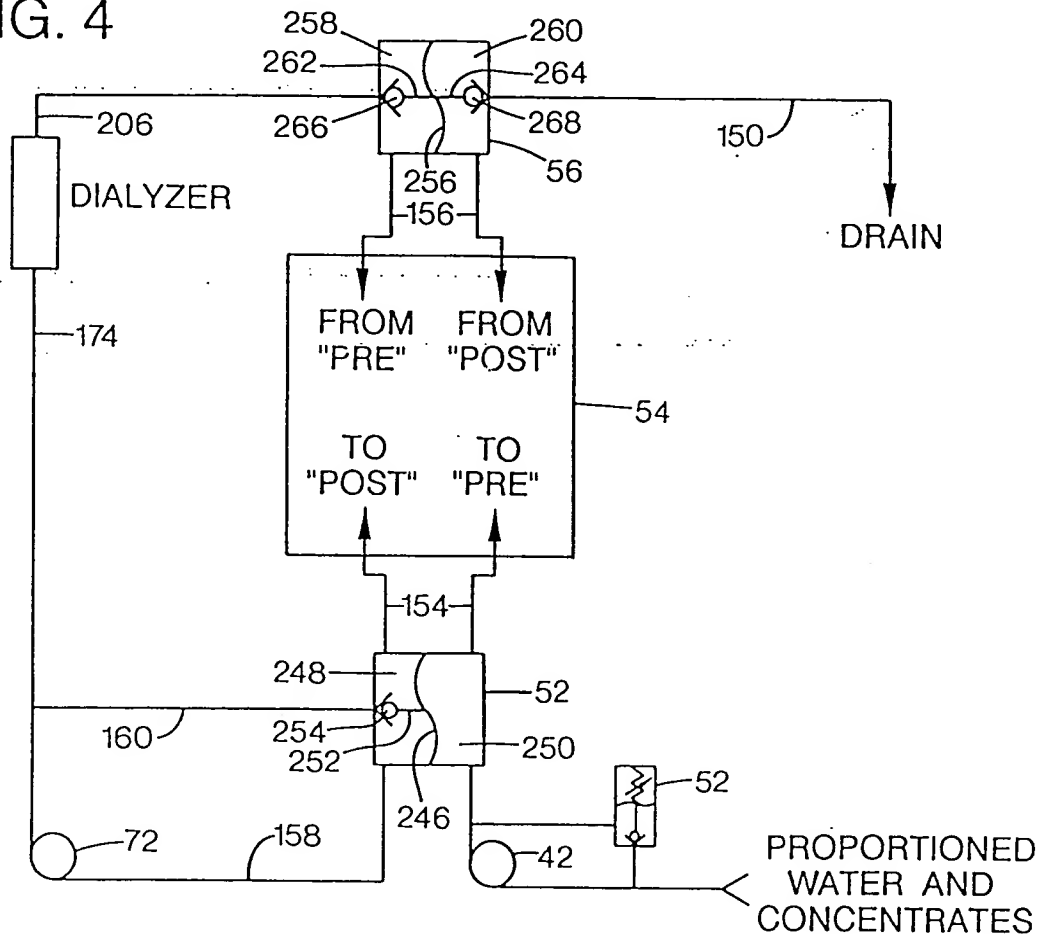 FIG. 4
258
260
262
264
206
266
268
150
56
256
DIALYZER
156
DRAIN
FROM "PRE"
FROM "POST"
174
54
TO "POST"
TO "PRE"
154
248
52
160
254
252
250
52
246
72
158
42
PROPORTIONED
WATER AND
CONCENTRATES